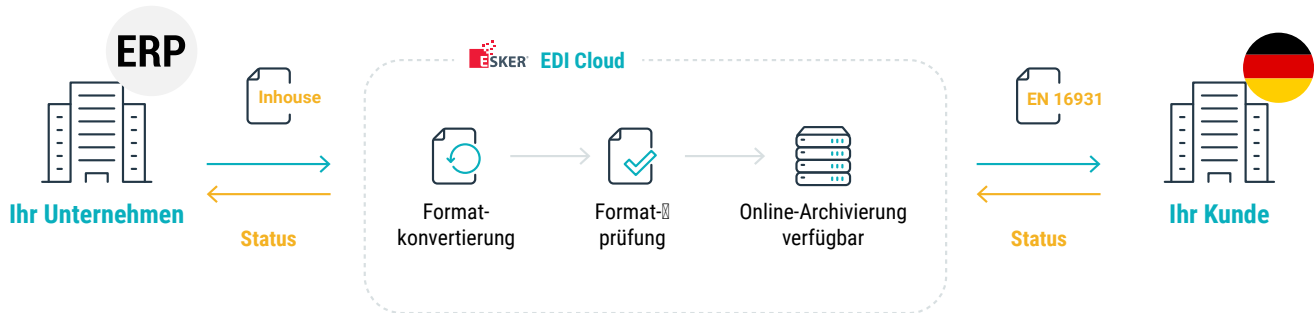 ERP
Ihr Unternehmen
Inhouse
Status
ESKER EDI Cloud
Format-
konvertierung
Format-
prüfung
Online-Archivierung
verfügbar
EN 16931
Status
Ihr Kunde